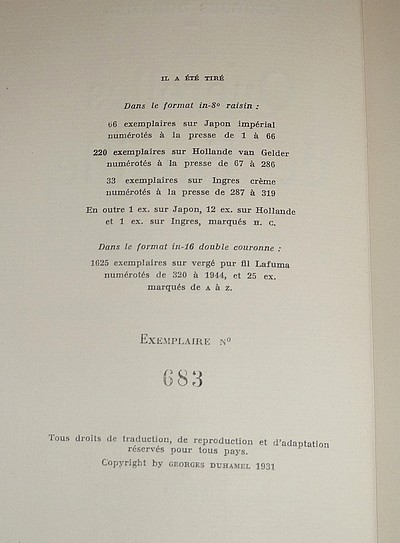 IL A ÉTÉ TIRÉ
Dans le format in-8º raisin :
66 exemplaires sur Japon impérial
numérotés à la presse de 1 à 66
220 exemplaires sur Hollande van Gelder
numérotés à la presse de 67 à 286
33 exemplaires sur Ingres crème
numérotés à la presse de 287 à 319
En outre 1 ex. sur Japon, 12 ex. sur Hollande
et 1 ex. sur Ingres, marqués H. C.
Dans le format in-16 double couronne :
1625 exemplaires sur vergé pur fil Lafuma
numérotés de 320 à 1944, et 25 ex.
marqués de A à Z.
EXEMPLAIRE Nº
683
Tous droits de traduction, de reproduction et d'adaptation
réservés pour tous pays.
Copyright by GEORGES DUHAMEL 1931